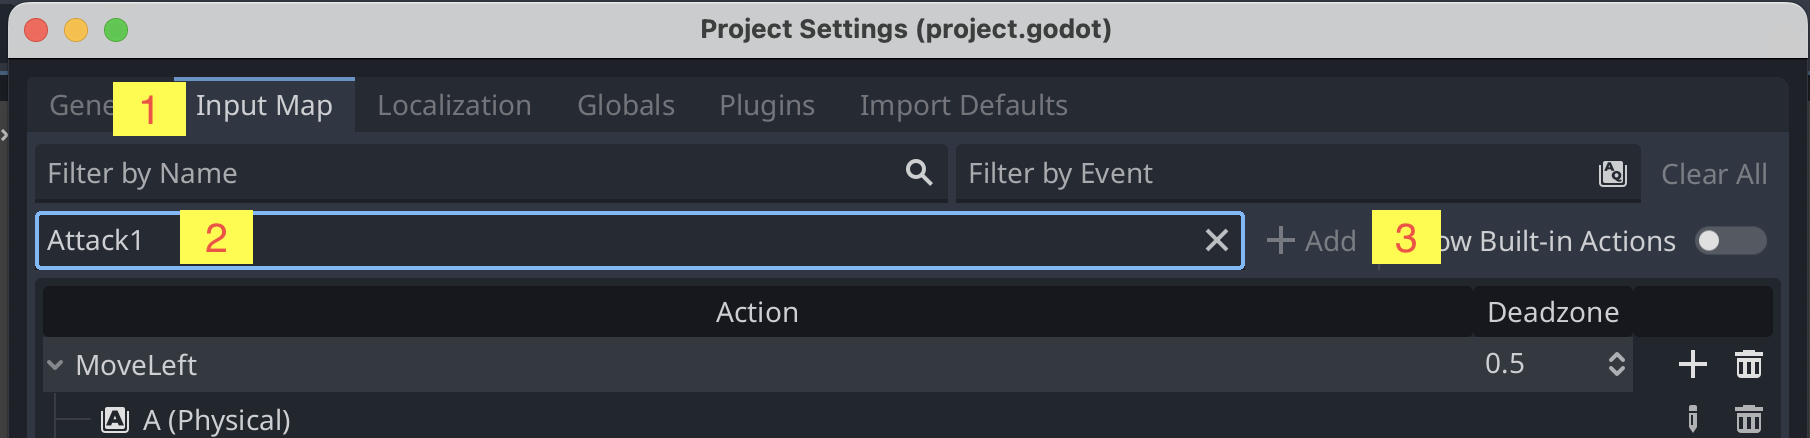 Project Settings (project.godot)
Gene 1 Input Map Localization Globals Plugins Import Defaults
Filter by Name Filter by Event Clear All
Attack1 2 + Add 3 ow Built-in Actions
Action Deadzone
MoveLeft 0.5
A (Physical)